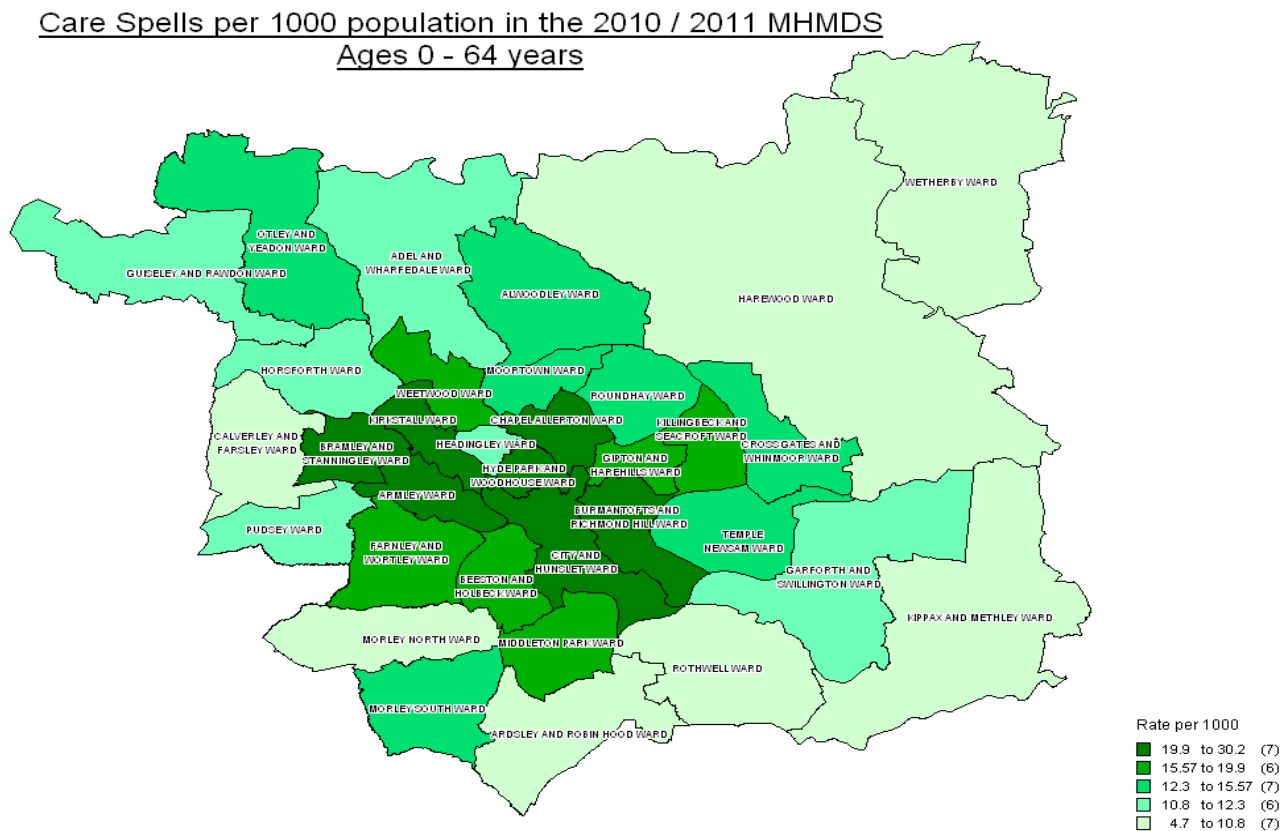 Care Spells per 1000 population in the 2010 / 2011 MHMDS
Ages 0 - 64 years
WETHERBY WARD
OTLEY AND
YEADON WARD
ADEL AND
WHARFEDALE WARD
GUISELEY AND RAWDON WARD
ALWOODLEY WARD
HAREWOOD WARD
HORSFORTH WARD
MOORTOWN WARD
WEETWOOD WARD
ROUNDHAY WARD
KIRKSTALL WARD
CHAPEL ALLERTON WARD
KILLINGBECK AND
SEACROFT WARD
CALVERLEY AND
FARSLEY WARD
BRAMLEY AND
STANNINGLEY WARD
HEADINGLEY WARD
CROSSGATES AND
WHINMOOR WARD
GIPTON AND
HAREHILLS WARD
HYDE PARK AND
WOODHOUSE WARD
ARMLEY WARD
BURMANTOFTS AND
RICHMOND HILL WARD
PUDSEY WARD
TEMPLE
NEWSAM WARD
FARNLEY AND
WORTLEY WARD
CITY AND
HUNSLET WARD
BEESTON AND
HOLBECK WARD
GARFORTH AND
SWILLINGTON WARD
KIPPAX AND METHLEY WARD
MORLEY NORTH WARD
MIDDLETON PARK WARD
ROTHWELL WARD
MORLEY SOUTH WARD
ARDSLEY AND ROBIN HOOD WARD
Rate per 1000
19.9 to 30.2 (7)
15.57 to 19.9 (6)
12.3 to 15.57 (7)
10.8 to 12.3 (6)
4.7 to 10.8 (7)